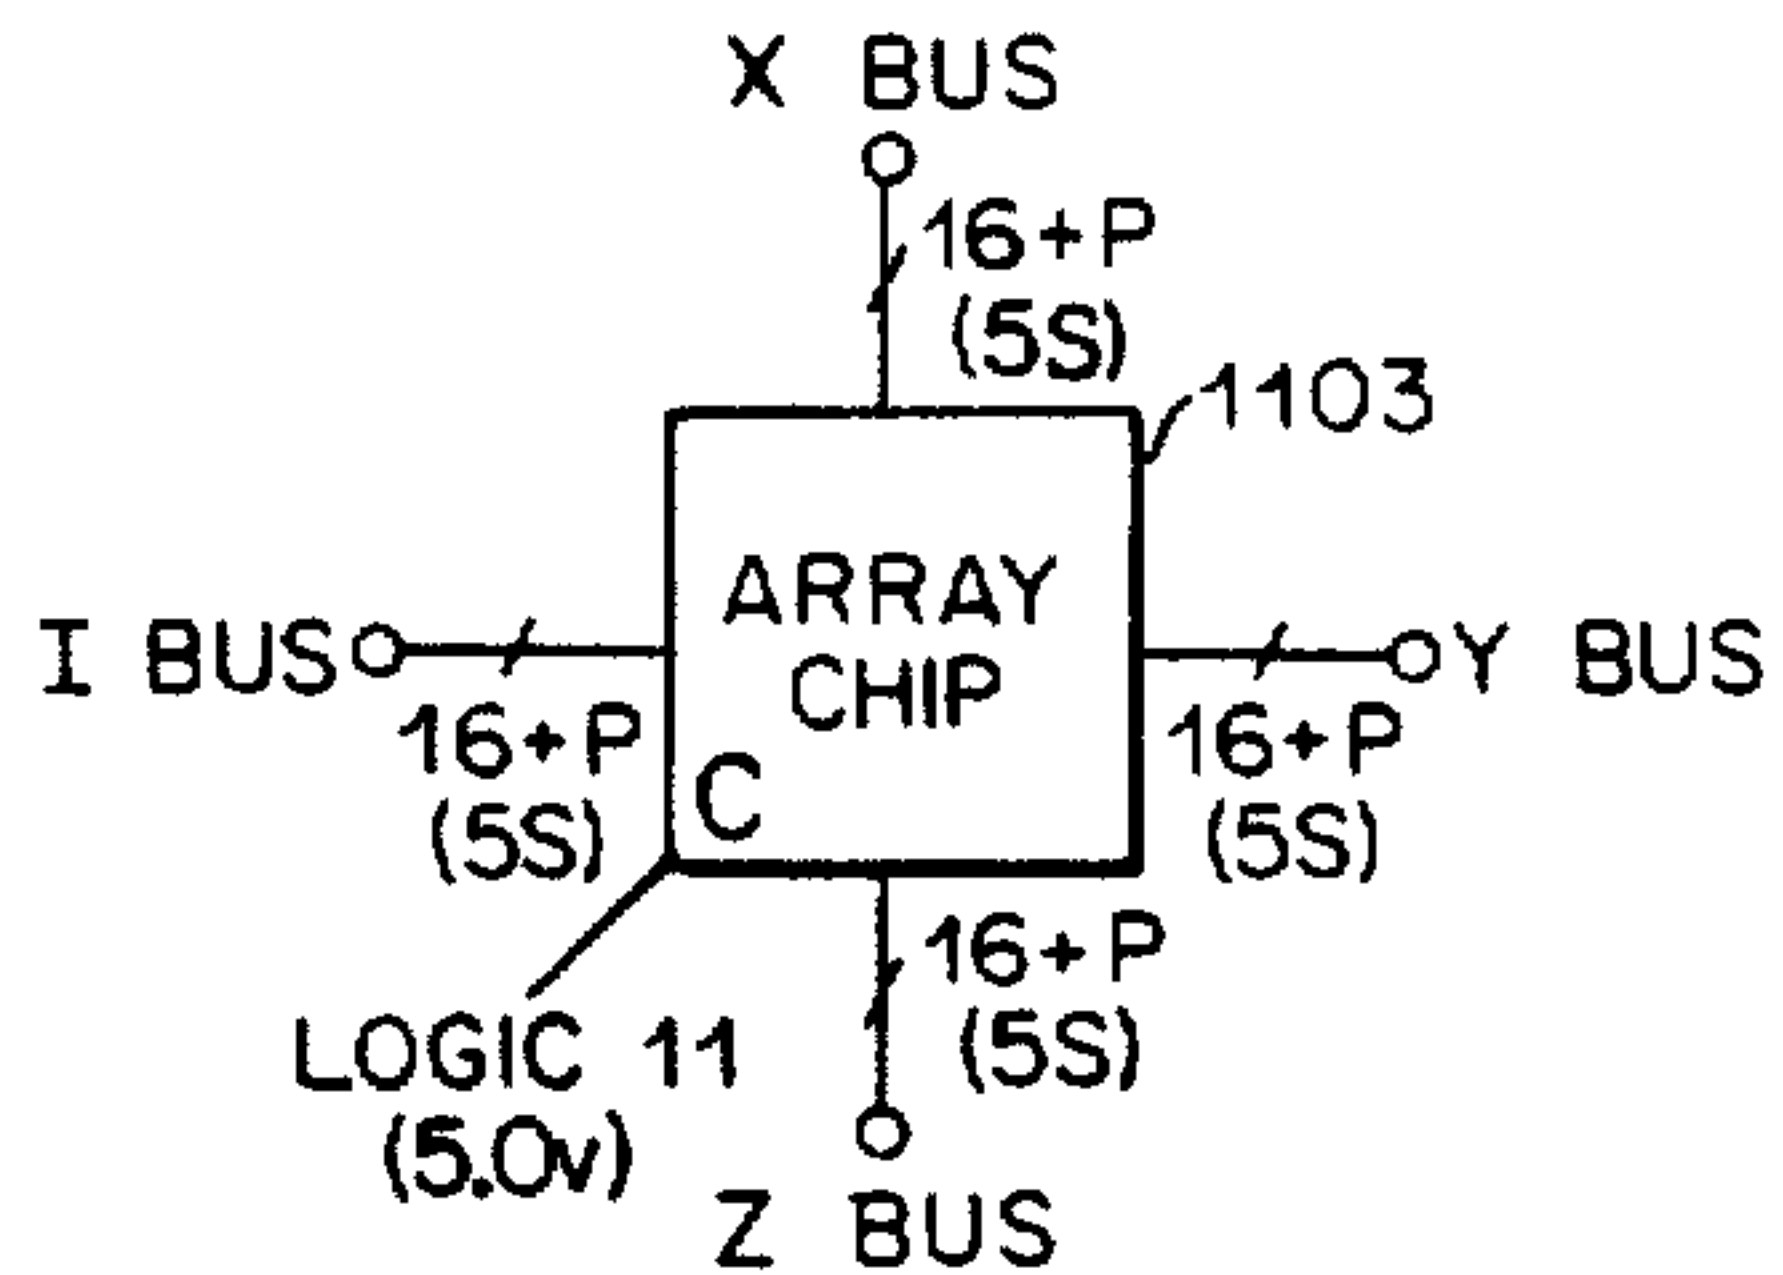 X BUS
16+P
(5S)
1103
ARRAY
CHIP
I BUS
Y BUS
16+P
(5S)
16+P
(5S)
C
16+P
(5S)
LOGIC 11
(5.0v)
Z BUS